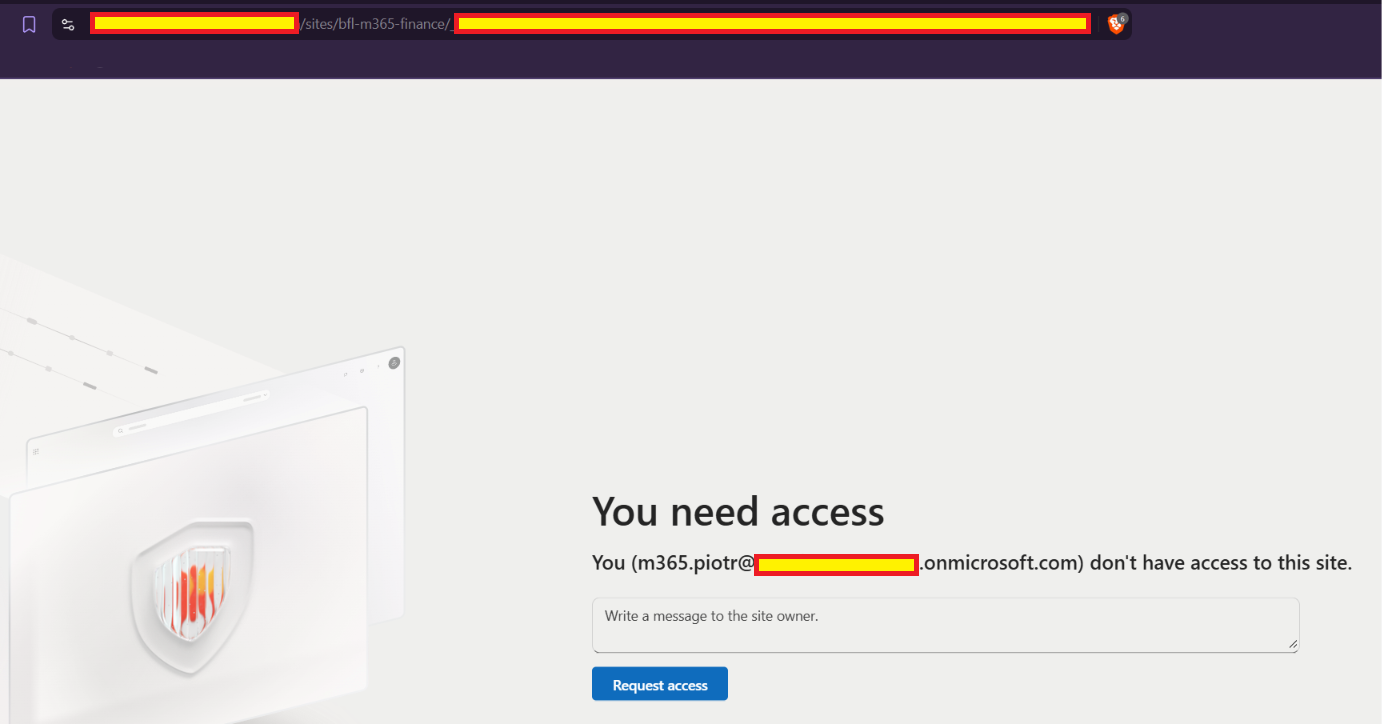 /sites/bfl-m365-finance/_
6
You need access
You (m365.piotr@ .onmicrosoft.com) don't have access to this site.
Write a message to the site owner.
Request access